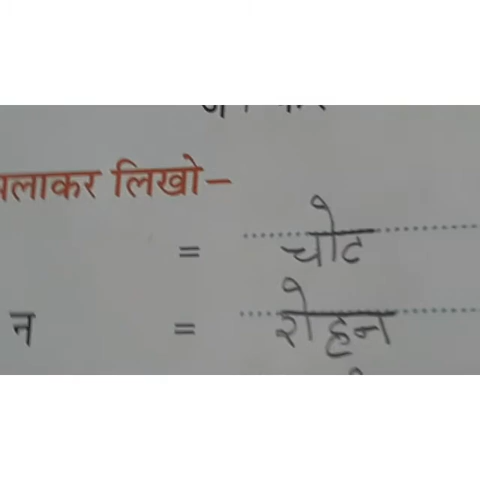 लाकर लिखो-
= चोट
न = रोहन